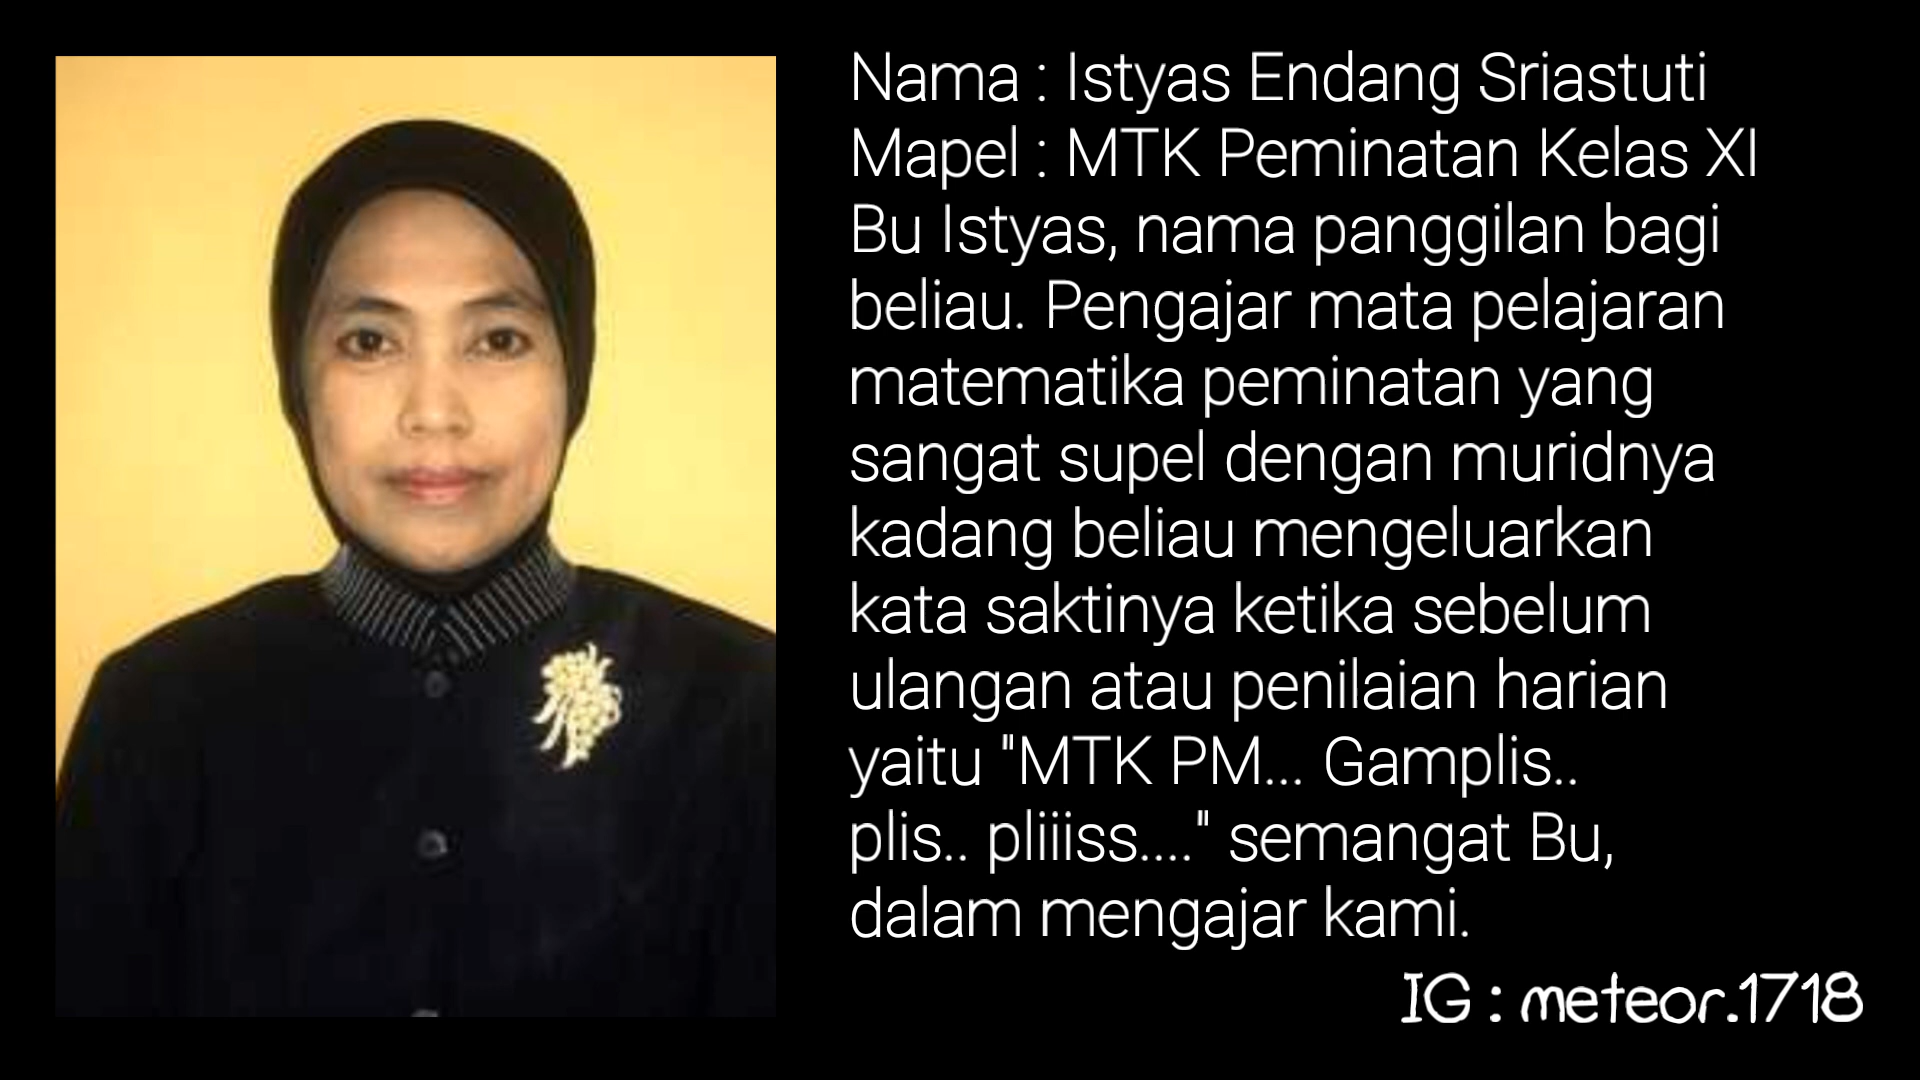 Nama : Istyas Endang Sriastuti
Mapel : MTK Peminatan Kelas XI
Bu Istyas, nama panggilan bagi
beliau. Pengajar mata pelajaran
matematika peminatan yang
sangat supel dengan muridnya
kadang beliau mengeluarkan
kata saktinya ketika sebelum
ulangan atau penilaian harian
yaitu "MTK PM... Gamplis..
plis.. pliiiss...." semangat Bu,
dalam mengajar kami.
IG : meteor.1718